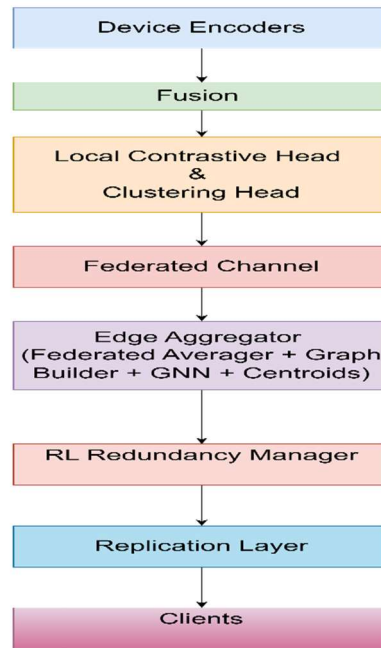 Device Encoders
Fusion
Local Contrastive Head
&
Clustering Head
Federated Channel
Edge Aggregator
(Federated Averager + Graph
Builder + GNN + Centroids)
RL Redundancy Manager
Replication Layer
Clients